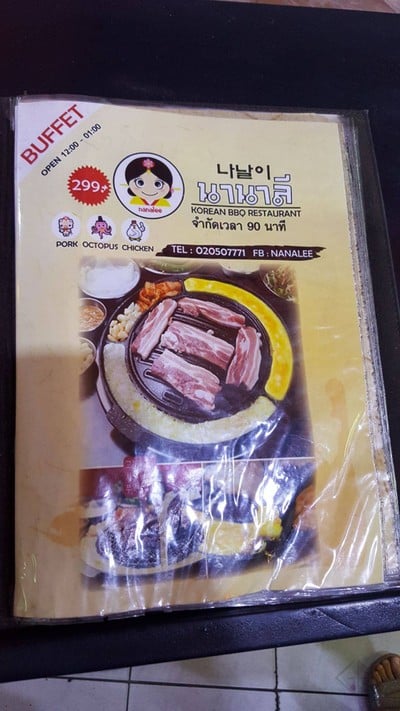 BUFFET
OPEN 12:00 - 01:00
299.-
nanalee
나날이
นานาลี
KOREAN BBQ RESTAURANT
จำกัดเวลา 90 นาที
PORK OCTOPUS CHICKEN
TEL : 020507771 FB : NANALEE